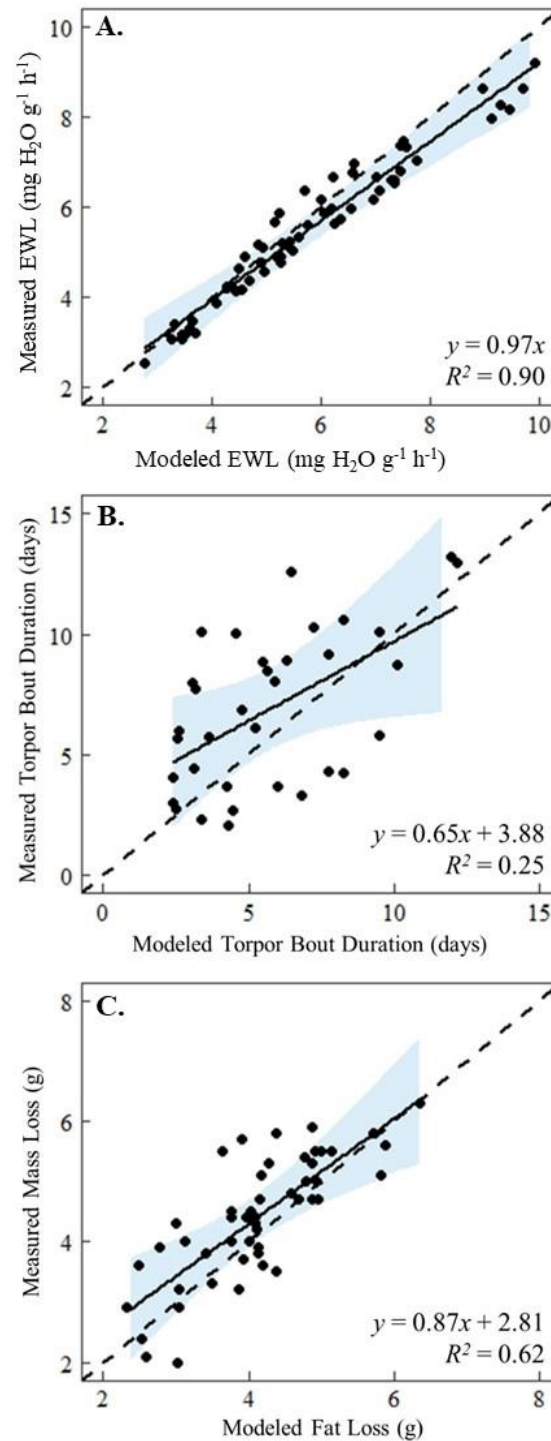 A.
10
8
6
4
2
Measured EWL (mg H₂O g⁻¹ h⁻¹)
y = 0.97x
R² = 0.90
2 4 6 8 10
Modeled EWL (mg H₂O g⁻¹ h⁻¹)
B.
15
10
5
0
Measured Torpor Bout Duration (days)
y = 0.65x + 3.88
R² = 0.25
0 5 10 15
Modeled Torpor Bout Duration (days)
C.
8
6
4
2
Measured Mass Loss (g)
y = 0.87x + 2.81
R² = 0.62
2 4 6 8
Modeled Fat Loss (g)